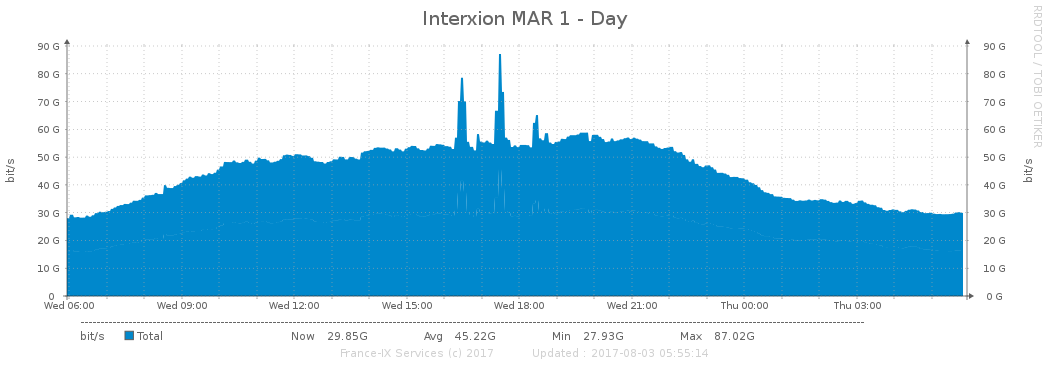 Interxion MAR 1 - Day
RRDTOOL / TOBI OETIKER
bit/s
bit/s
90 G 90 G
80 G 80 G
70 G 70 G
60 G 60 G
50 G 50 G
40 G 40 G
30 G 30 G
20 G 20 G
10 G 10 G
0 0 G
Wed 06:00 Wed 09:00 Wed 12:00 Wed 15:00 Wed 18:00 Wed 21:00 Thu 00:00 Thu 03:00
bit/s Total Now 29.85G Avg 45.22G Min 27.93G Max 87.02G
France-IX Services (c) 2017 Updated : 2017-08-03 05:55:14